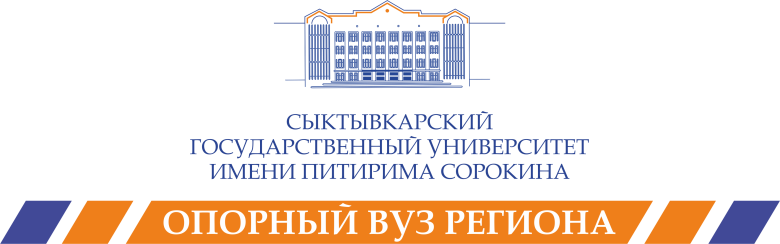 СЫКТЫВКАРСКИЙ
ГОСУДАРСТВЕННЫЙ УНИВЕРСИТЕТ
ИМЕНИ ПИТИРИМА СОРОКИНА
ОПОРНЫЙ ВУЗ РЕГИОНА